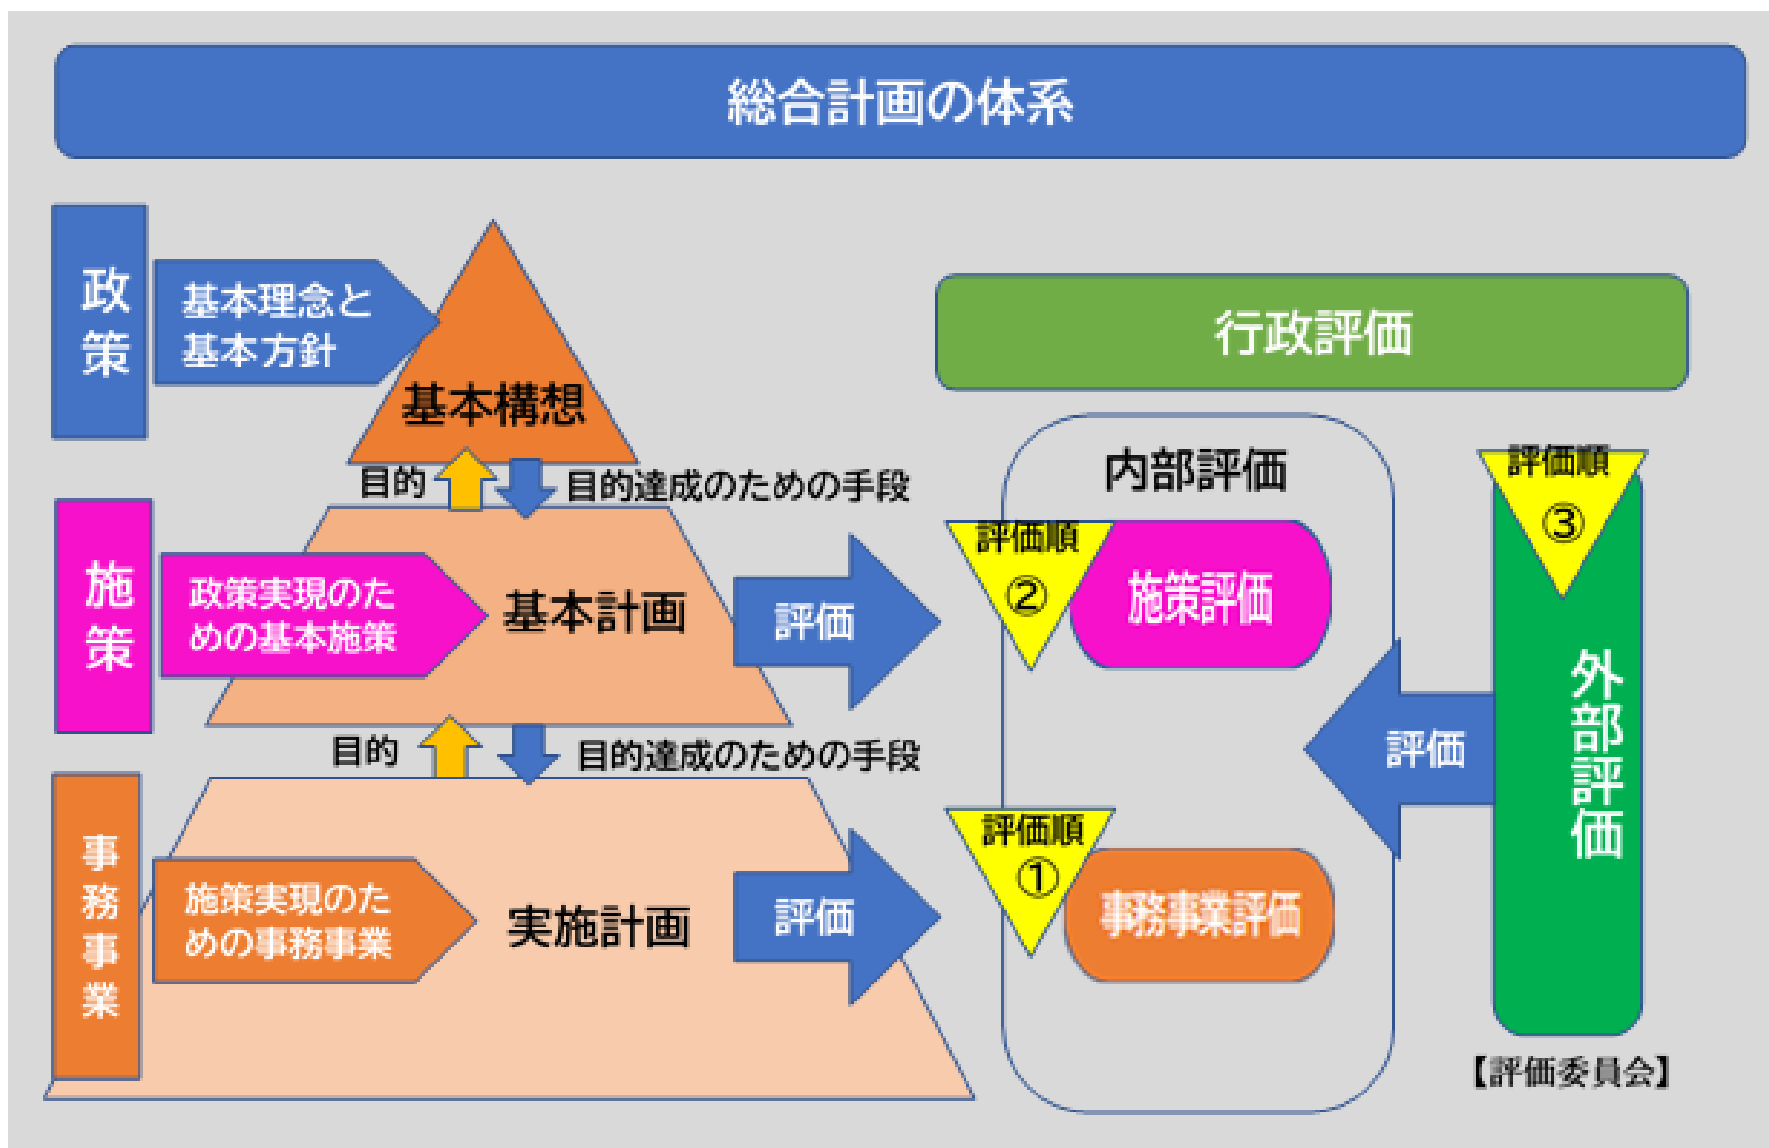 総合計画の体系
政策
基本理念と
基本方針
基本構想
目的
目的達成のための手段
施策
政策実現のた
めの基本施策
基本計画
評価
目的
目的達成のための手段
事務事業
施策実現のた
めの事務事業
実施計画
評価
行政評価
内部評価
評価順
②
施策評価
評価順
①
事務事業評価
評価順
③
外部評価
評価
【評価委員会】